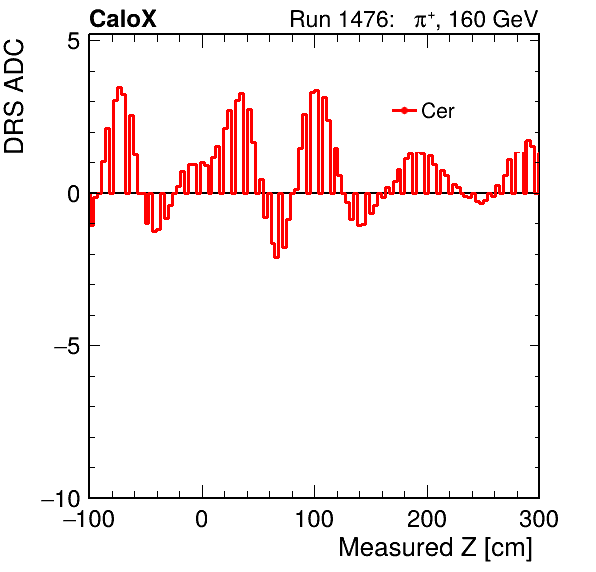 CaloX Run 1476: π⁺, 160 GeV
DRS ADC
5
Cer
0
−5
−10
−100 0 100 200 300
Measured Z [cm]